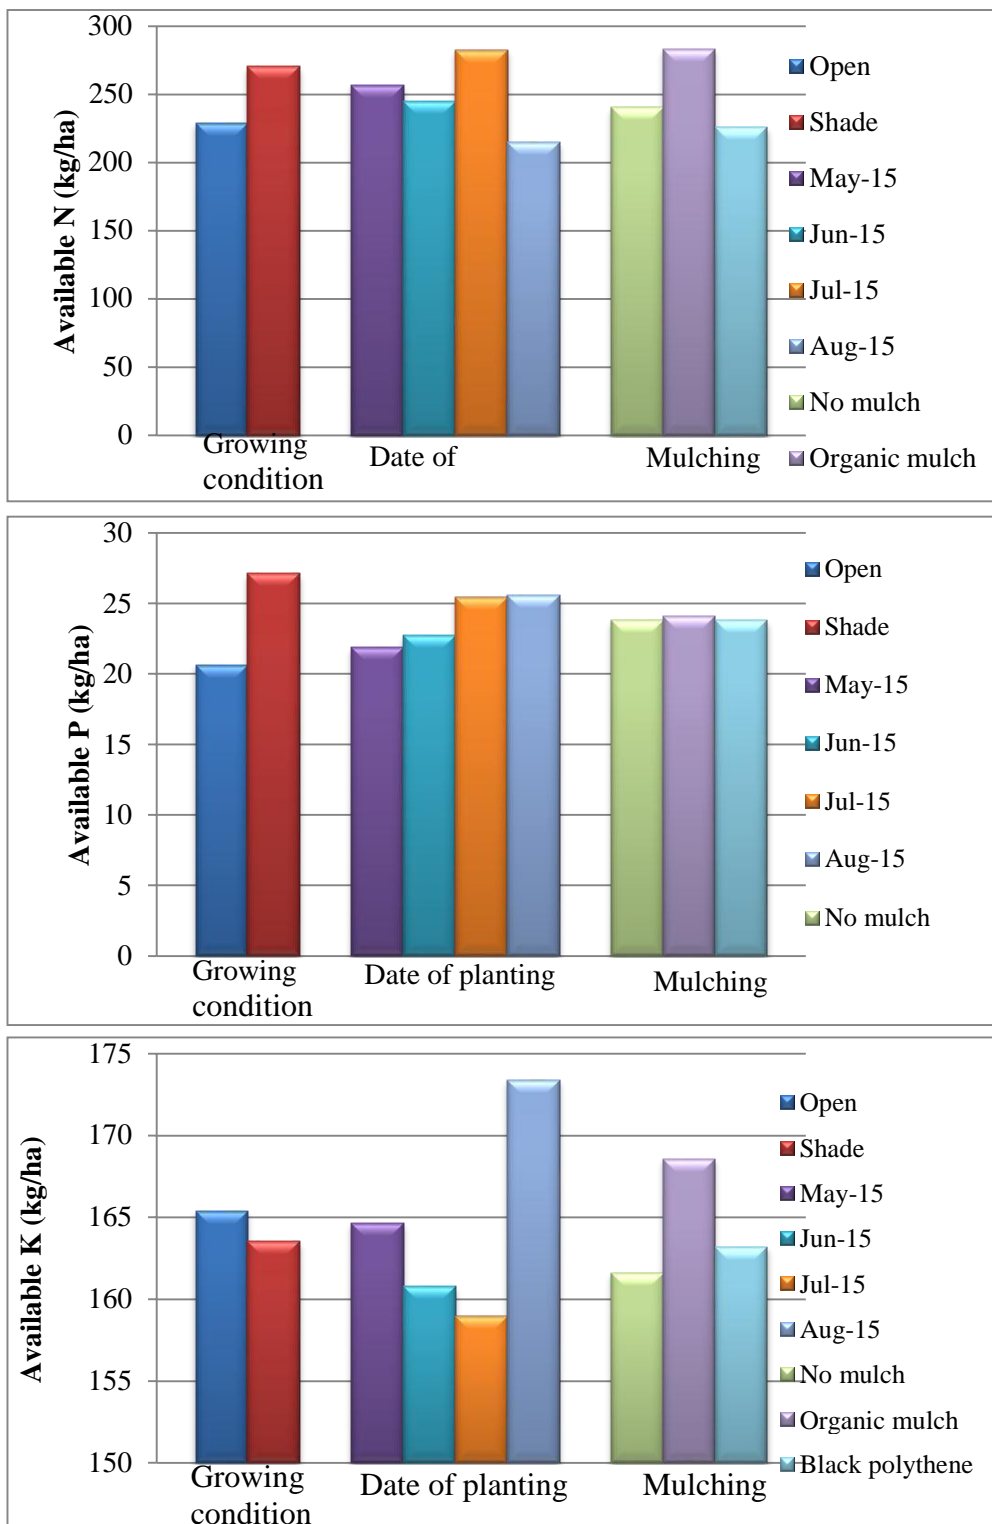 300
250
200
150
100
50
0
Available N (kg/ha)
Growing
condition
Date of
Mulching
Open
Shade
May-15
Jun-15
Jul-15
Aug-15
No mulch
Organic mulch
30
25
20
15
10
5
0
Available P (kg/ha)
Growing
condition
Date of planting
Mulching
Open
Shade
May-15
Jun-15
Jul-15
Aug-15
No mulch
175
170
165
160
155
150
Available K (kg/ha)
Growing
condition
Date of planting
Mulching
Open
Shade
May-15
Jun-15
Jul-15
Aug-15
No mulch
Organic mulch
Black polythene